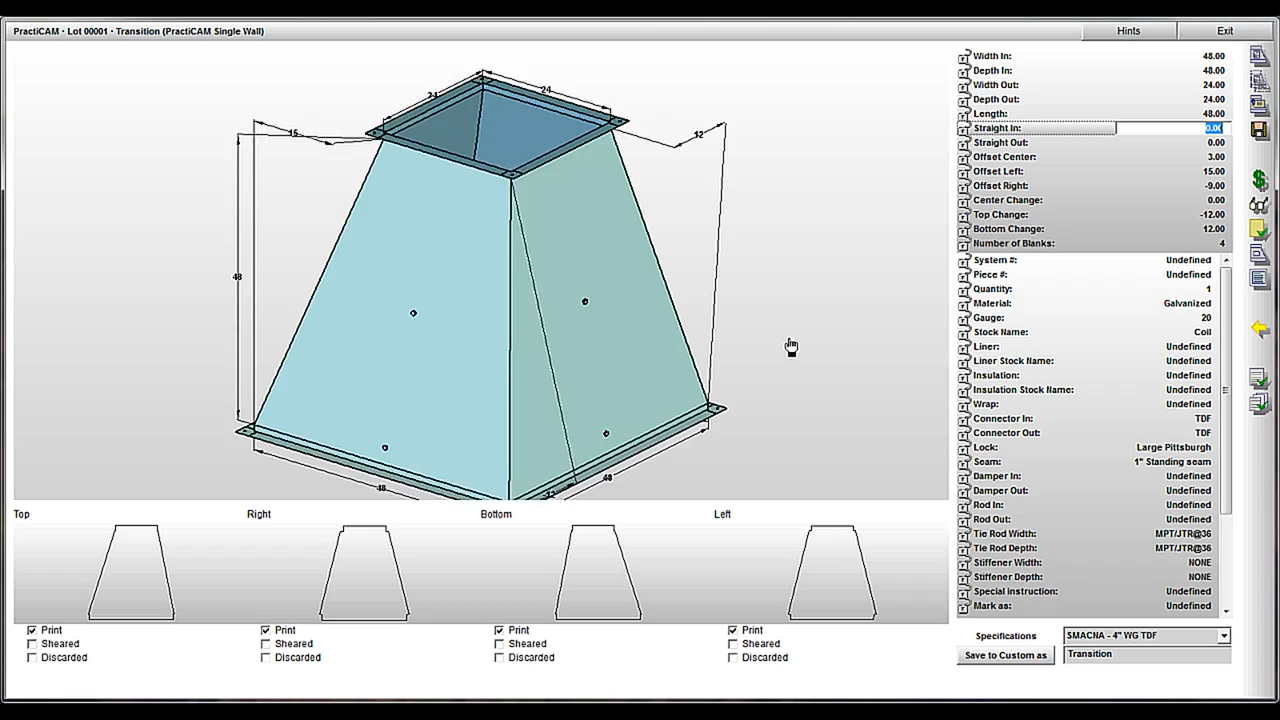 PractiCAM - Lot 00001 - Transition (PractiCAM Single Wall)
Hints
Exit
24
24
15
12
48
48
48
12
Width In: 48.00
Depth In: 48.00
Width Out: 24.00
Depth Out: 24.00
Length: 48.00
Straight In: 0.00
Straight Out: 0.00
Offset Center: 3.00
Offset Left: 15.00
Offset Right: -9.00
Center Change: 0.00
Top Change: -12.00
Bottom Change: 12.00
Number of Blanks: 4
System #: Undefined
Piece #: Undefined
Quantity: 1
Material: Galvanized
Gauge: 20
Stock Name: Coil
Liner: Undefined
Liner Stock Name: Undefined
Insulation: Undefined
Insulation Stock Name: Undefined
Wrap: Undefined
Connector In: TDF
Connector Out: TDF
Lock: Large Pittsburgh
Seam: 1" Standing seam
Damper In: Undefined
Damper Out: Undefined
Rod In: Undefined
Rod Out: Undefined
Tie Rod Width: MPT/JTR@36
Tie Rod Depth: MPT/JTR@36
Stiffener Width: NONE
Stiffener Depth: NONE
Special instruction: Undefined
Mark as: Undefined
Specifications SMACNA - 4" WG TDF
Save to Custom as Transition
Top
Right
Bottom
Left
Print
Sheared
Discarded
Print
Sheared
Discarded
Print
Sheared
Discarded
Print
Sheared
Discarded